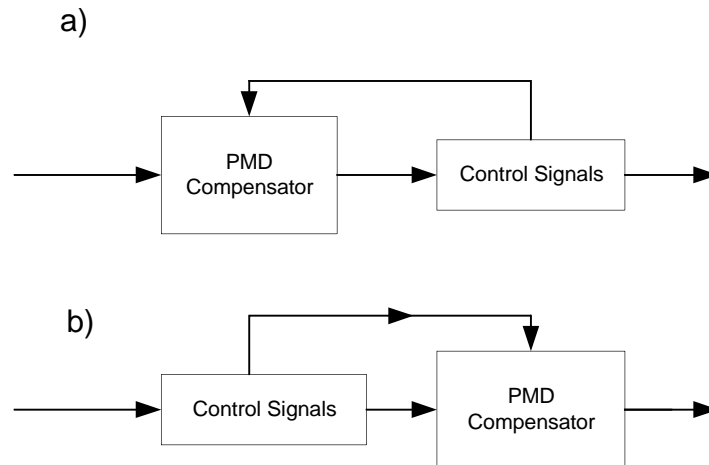 a)
PMD
Compensator
Control Signals
b)
Control Signals
PMD
Compensator